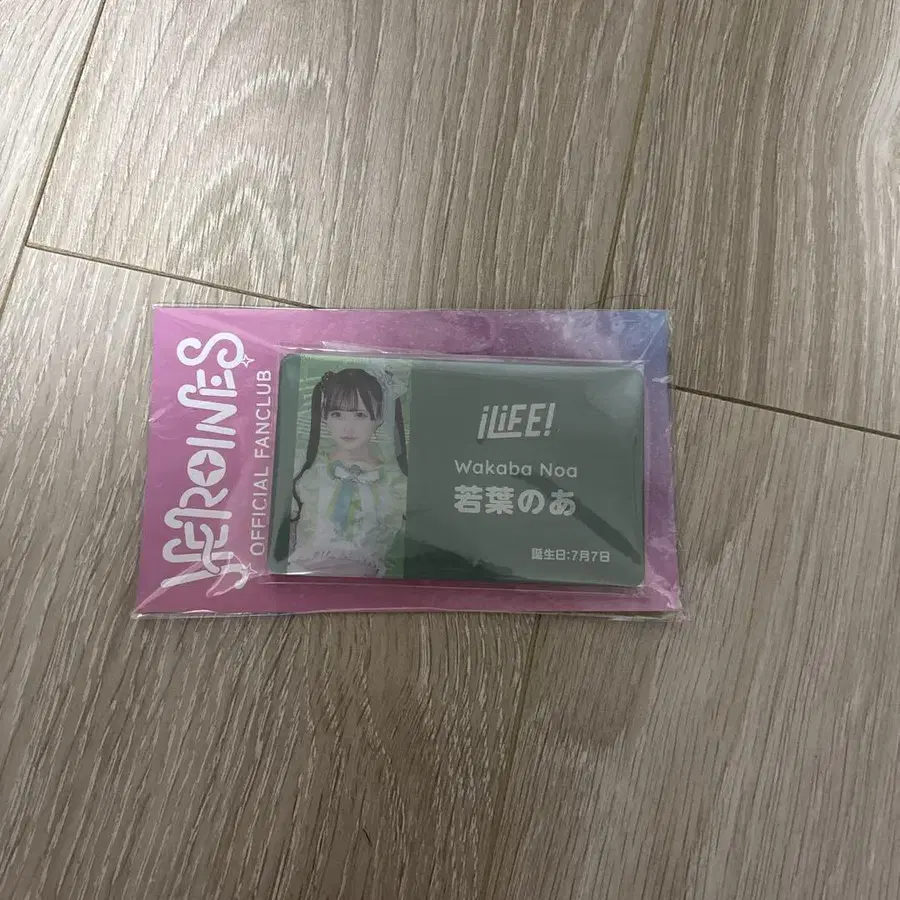 HEROINES
OFFICIAL FANCLUB
iLiFE!
Wakaba Noa
若葉のあ
誕生日:7月7日